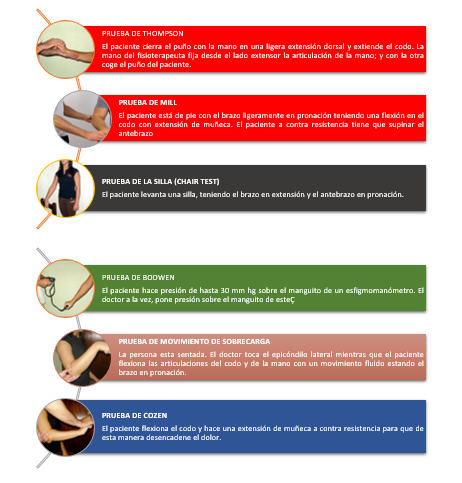 PRUEBA DE THOMPSON
El paciente cierra el puño con la mano en una ligera extensión dorsal y extiende el codo. La
mano del fisioterapeuta fija desde el lado extensor la articulación de la mano; y con la otra
coge el puño del paciente.
PRUEBA DE MILL
El paciente está de pie con el brazo ligeramente en pronación teniendo una flexión en el
codo con extensión de muñeca. El paciente a contra resistencia tiene que supinar el
antebrazo
PRUEBA DE LA SILLA (CHAIR TEST)
El paciente levanta una silla, teniendo el brazo en extensión y el antebrazo en pronación.
PRUEBA DE BODWEN
El paciente hace presión de hasta 30 mm hg sobre el manguito de un esfigmomanómetro. El
doctor a la vez, pone presión sobre el manguito de esteÇ
PRUEBA DE MOVIMIENTO DE SOBRECARGA
La persona esta sentada. El doctor toca el epicóndilo lateral mientras que el paciente
flexiona las articulaciones del codo y de la mano con un movimiento fluido estando el
brazo en pronación.
PRUEBA DE COZEN
El paciente flexiona el codo y hace una extensión de muñeca a contra resistencia para que de
esta manera desencadene el dolor.